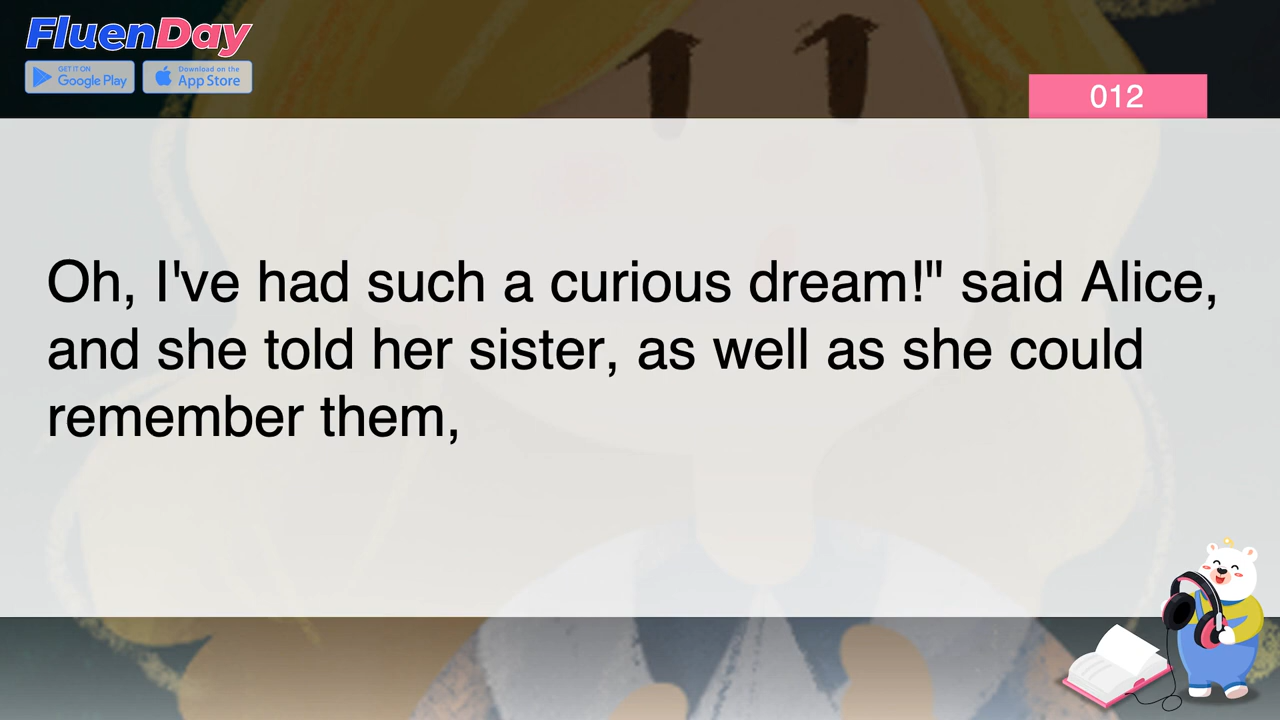 FluenDay
GET IT ON
Google Play
Download on the
App Store
012
Oh, I've had such a curious dream!" said Alice,
and she told her sister, as well as she could
remember them,